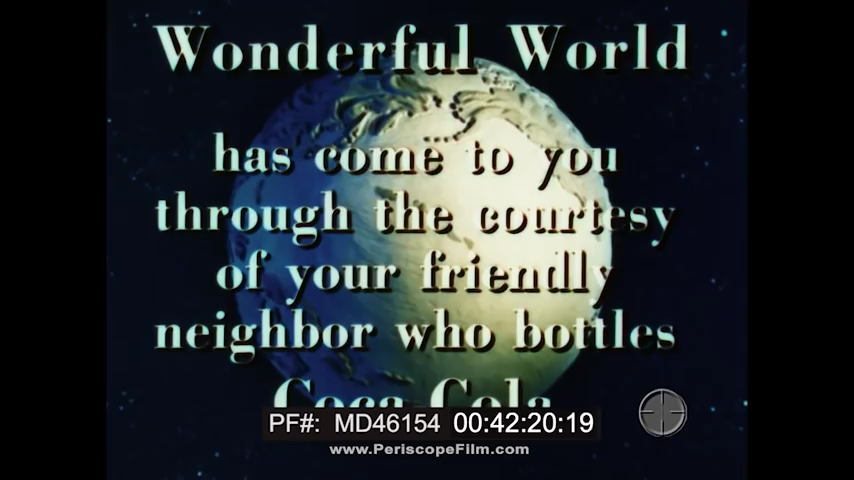 Wonderful World
has come to you
through the courtesy
of your friendly
neighbor who bottles
Coca-Cola
PF#: MD46154 00:42:20:19
www.PeriscopeFilm.com